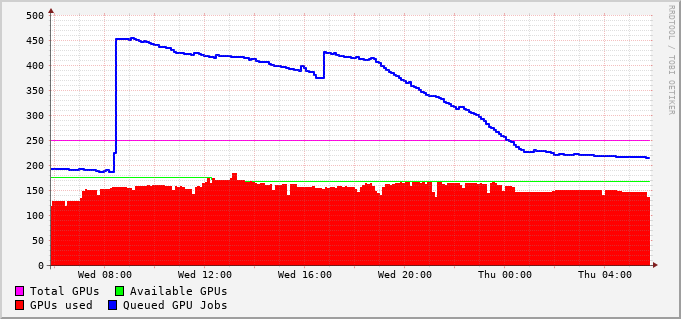 500
450
400
350
300
250
200
150
100
50
0
Wed 08:00 Wed 12:00 Wed 16:00 Wed 20:00 Thu 00:00 Thu 04:00
Total GPUs Available GPUs
GPUs used Queued GPU Jobs
RRDTOOL / TOBI OETIKER